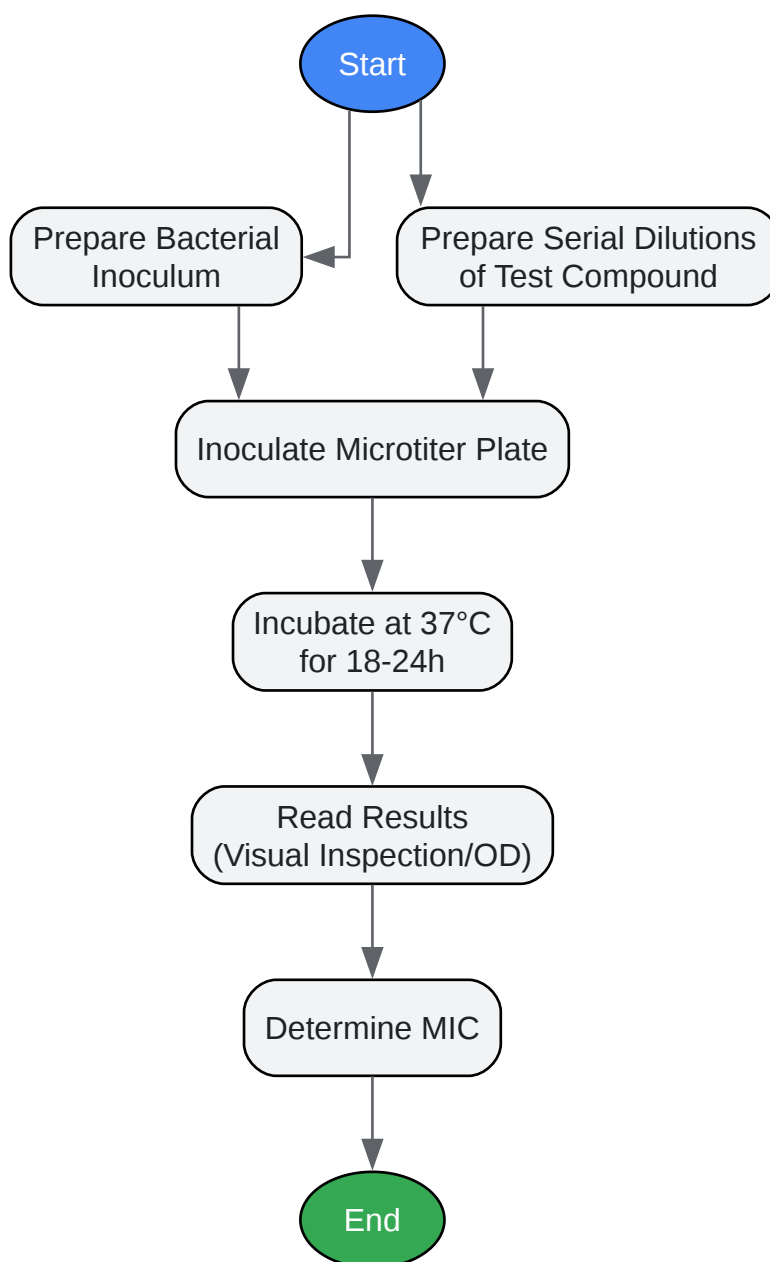 Start
Prepare Bacterial
Inoculum
Prepare Serial Dilutions
of Test Compound
Inoculate Microtiter Plate
Incubate at 37°C
for 18-24h
Read Results
(Visual Inspection/OD)
Determine MIC
End